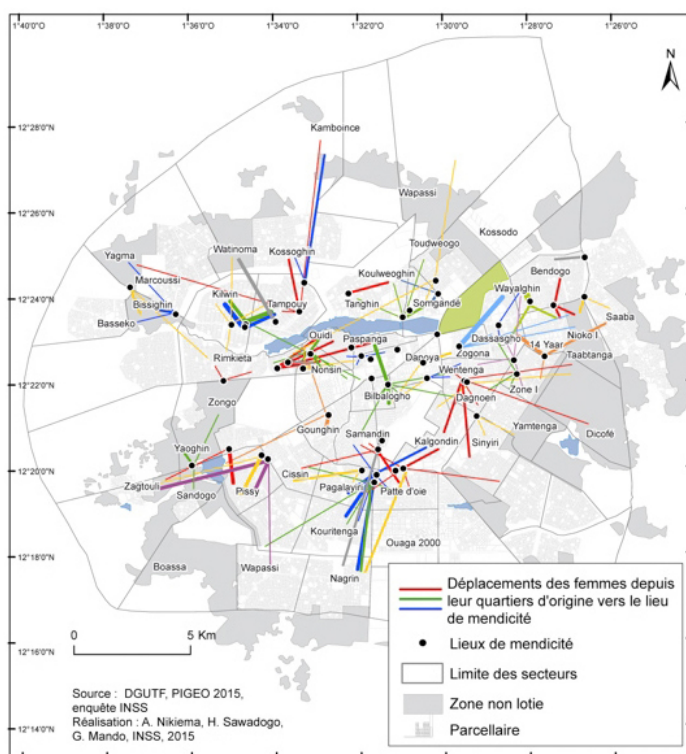 1°40'0"O 1°38'0"O 1°36'0"O 1°34'0"O 1°32'0"O 1°30'0"O 1°28'0"O 1°26'0"O
N
12°28'0"N
12°26'0"N
12°24'0"N
12°22'0"N
12°20'0"N
12°18'0"N
12°16'0"N
12°14'0"N
Kamboince
Wapassi
Kossodo
Toudweogo
Watinoma
Kossoghin
Yagma
Marcoussi
Bissighin
Basseko
Kilwin
Tampouy
Koulweoghin
Tanghin
Somgandé
Wayalghin
Bendogo
Saaba
Nioko I
14 Yaar
Taabtanga
Dassasgho
Zogona
Ouidi
Paspanga
Rimkieta
Nonsin
Danoya
Wentenga
Bilbalogho
Dagnoen
Zone I
Zongo
Yamtenga
Dicofé
Gounghin
Samandin
Kalgondin
Sinyiri
Yaoghin
Zagtouli
Sandogo
Pissy
Cissin
Pagalayiri
Patte d'oie
Kouritenga
Ouaga 2000
Boassa
Wapassi
Nagrin
Déplacements des femmes depuis
leur quartiers d'origine vers le lieu
de mendicité
Lieux de mendicité
Limite des secteurs
Zone non lotie
Parcellaire
0 5 Km
Source : DGUTF, PIGEO 2015,
enquête INSS
Réalisation : A. Nikiema, H. Sawadogo,
G. Mando, INSS, 2015